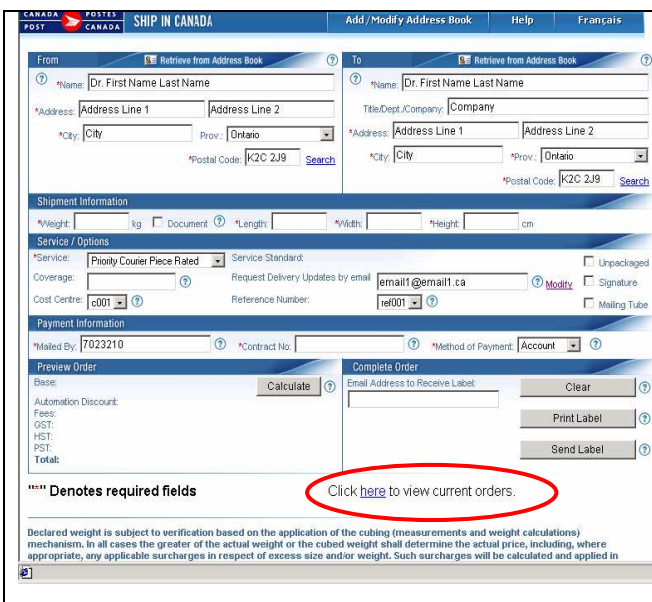 CANADA POSTES
POST CANADA
SHIP IN CANADA
Add/Modify Address Book Help Français
From Retrieve from Address Book ?
? *Name: Dr. First Name Last Name
*Address: Address Line 1 Address Line 2
*City: City Prov.: Ontario
*Postal Code: K2C 2J9 Search
To Retrieve from Address Book ?
? *Name: Dr. First Name Last Name
Title/Dept./Company: Company
*Address: Address Line 1 Address Line 2
*City: City *Prov.: Ontario
*Postal Code: K2C 2J9 Search
Shipment Information
*Weight: kg Document ? *Length: *Width: *Height: cm
Service / Options
*Service: Priority Courier Piece Rated Service Standard: Unpackaged
Coverage: ? Request Delivery Updates by email email1@email1.ca ? Modify Signature
Cost Centre: c001 ? Reference Number: ref001 ? Mailing Tube
Payment Information
*Mailed By: 7023210 ? *Contract No: ? *Method of Payment: Account ?
Preview Order
Base: Calculate ?
Automation Discount:
Fees:
GST:
HST:
PST:
Total:
Complete Order
Email Address to Receive Label: Clear ?
Print Label ?
Send Label ?
"*" Denotes required fields
Click here to view current orders.
Declared weight is subject to verification based on the application of the cubing (measurements and weight calculations)
mechanism. In all cases the greater of the actual weight or the cubed weight shall determine the actual price, including, where
appropriate, any applicable surcharges in respect of excess size and/or weight. Such surcharges will be calculated and applied in